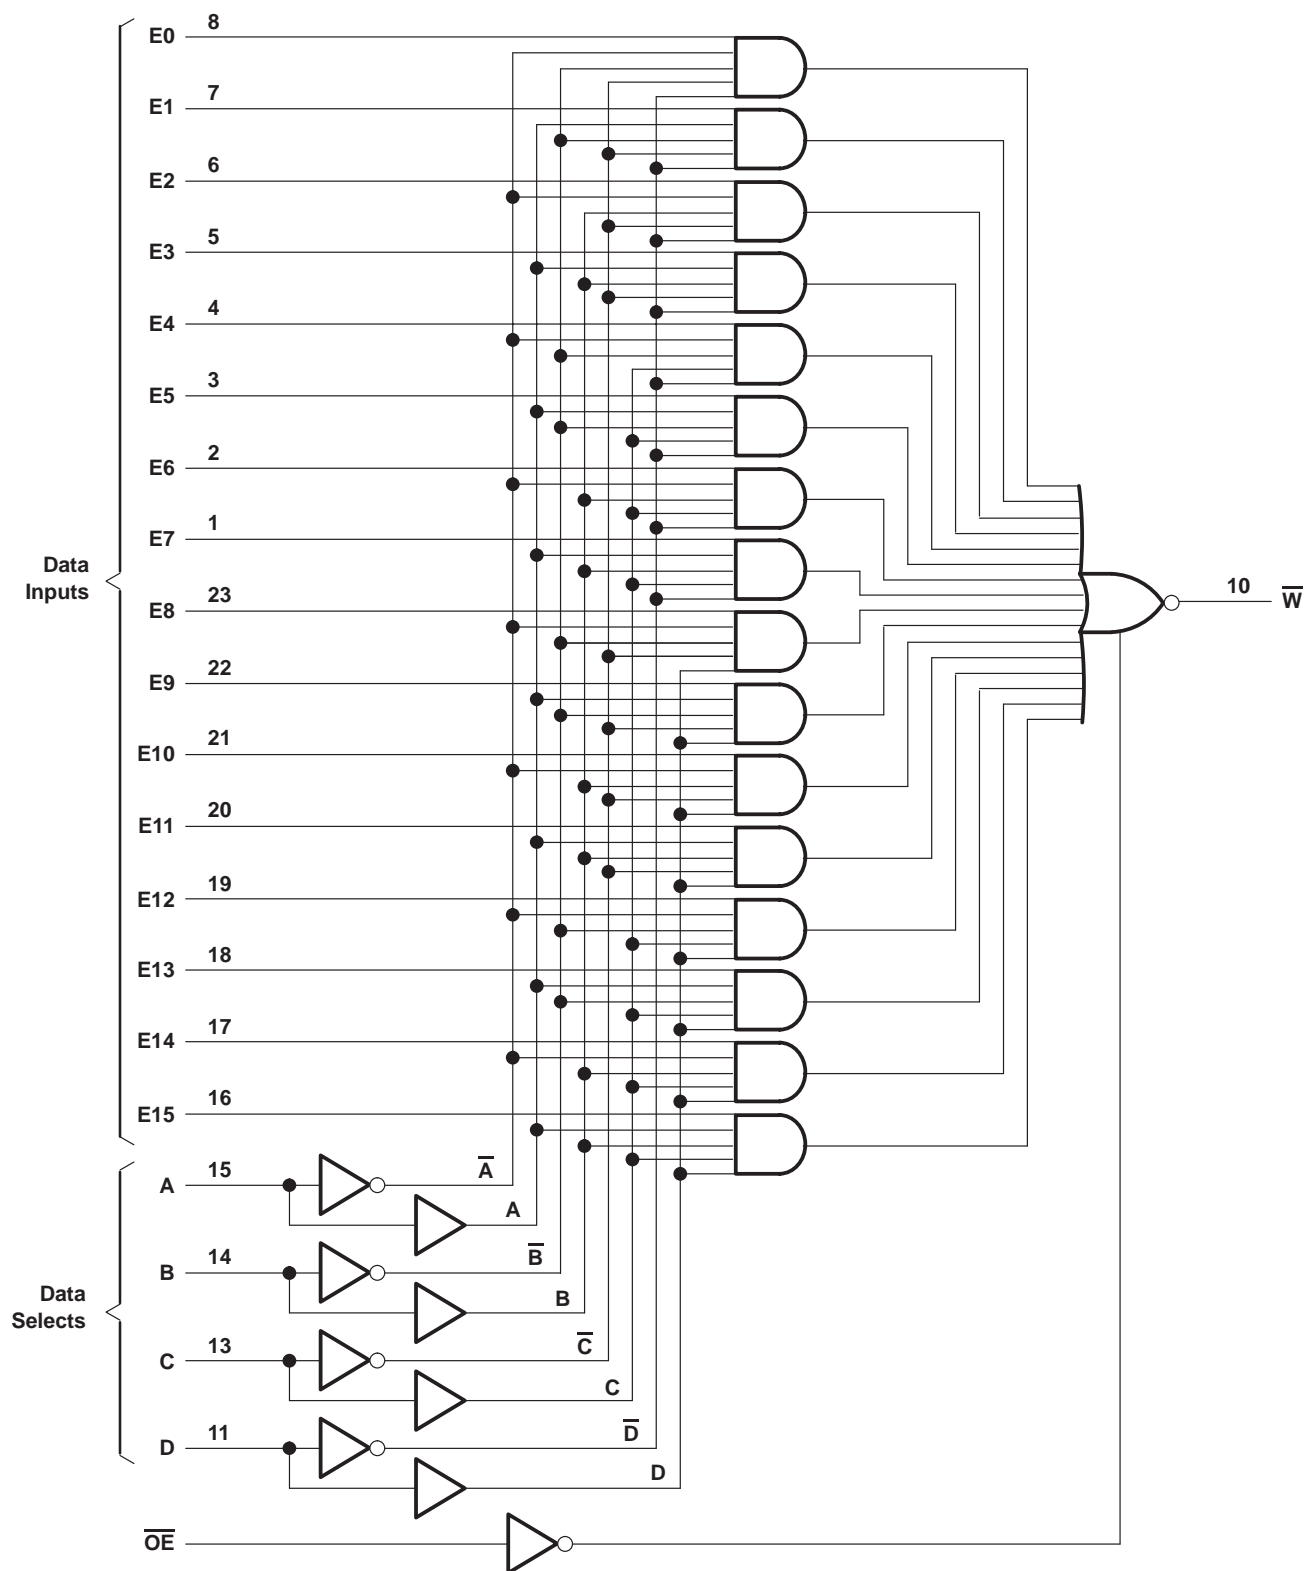 E0 8
E1 7
E2 6
E3 5
E4 4
E5 3
E6 2
E7 1
Data
Inputs
E8 23
10 W̅
E9 22
E10 21
E11 20
E12 19
E13 18
E14 17
E15 16
A 15 A̅
A
B 14 B̅
B
Data
Selects
C 13 C̅
C
D 11 D̅
D
O̅E̅